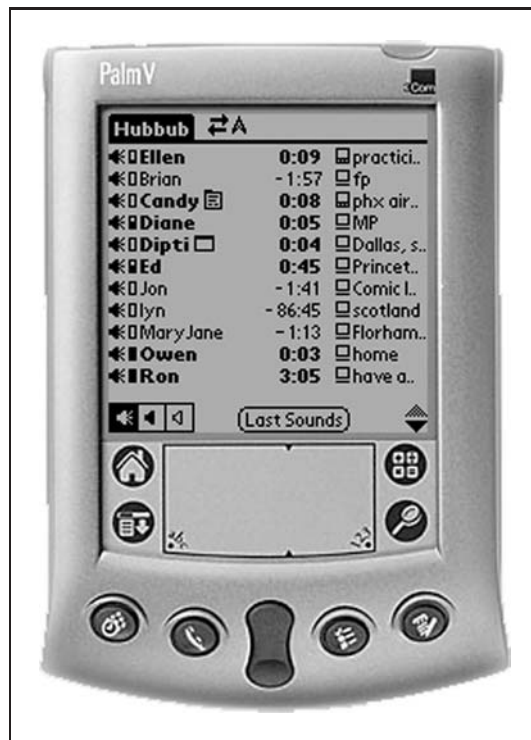 PalmV
3Com
Hubbub A
Ellen 0:09 practici..
Brian -1:57 fp
Candy 0:08 phx air..
Diane 0:05 MP
Dipti 0:04 Dallas, s..
Ed 0:45 Princet..
Jon -1:41 Comic l..
lyn -86:45 scotland
MaryJane -1:13 Florham..
Owen 0:03 home
Ron 3:05 have a..
Last Sounds
123